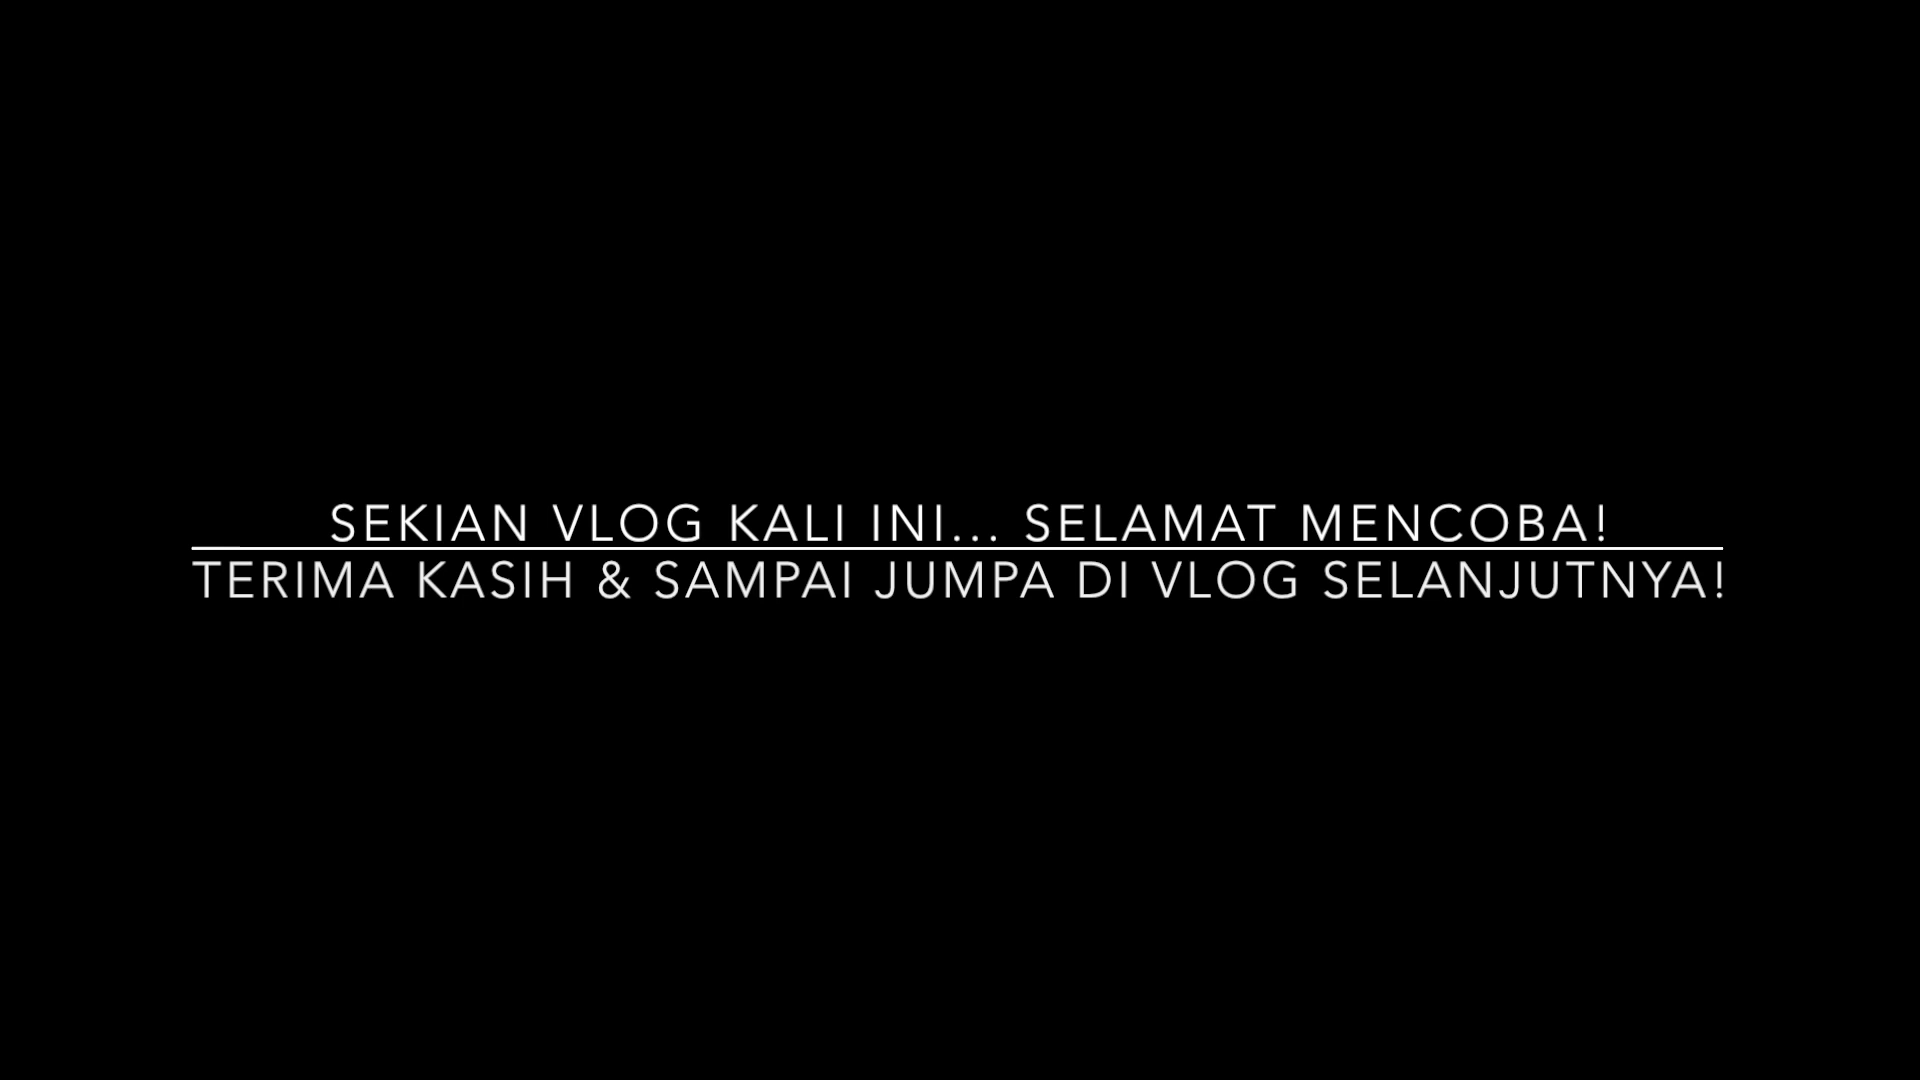 SEKIAN VLOG KALI INI... SELAMAT MENCOBA!
TERIMA KASIH & SAMPAI JUMPA DI VLOG SELANJUTNYA!